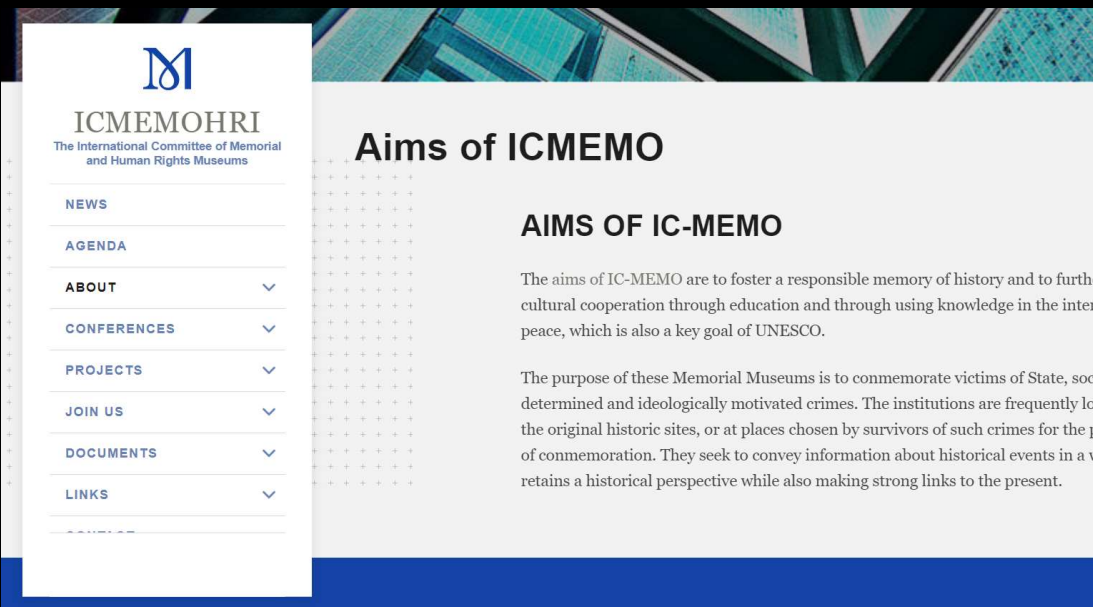 ICMEMOHRI
The International Committee of Memorial
and Human Rights Museums
NEWS
AGENDA
ABOUT
CONFERENCES
PROJECTS
JOIN US
DOCUMENTS
LINKS
Aims of ICMEMO
AIMS OF IC-MEMO
The aims of IC-MEMO are to foster a responsible memory of history and to
cultural cooperation through education and through using knowledge in the
peace, which is also a key goal of UNESCO.
The purpose of these Memorial Museums is to conmemorate victims of State,
determined and ideologically motivated crimes. The institutions are frequently
the original historic sites, or at places chosen by survivors of such crimes for the
of conmemoration. They seek to convey information about historical events in a
retains a historical perspective while also making strong links to the present.